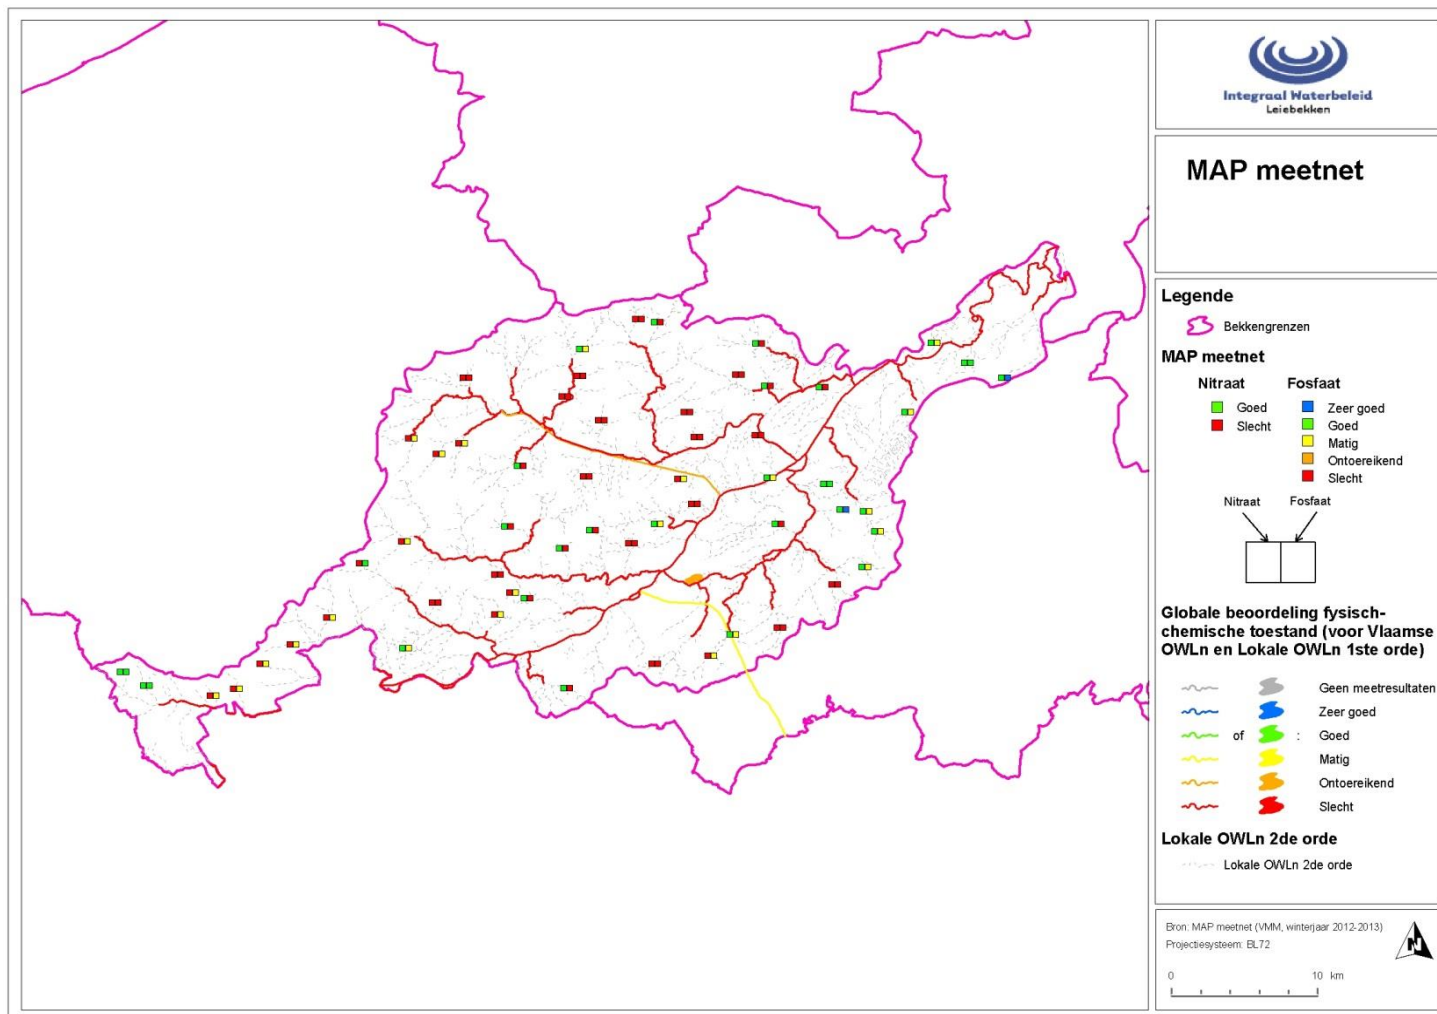 Integraal Waterbeleid
Leiebekken
MAP meetnet
Legende
Bekkengrenzen
MAP meetnet
Nitraat Fosfaat
Goed Zeer goed
Slecht Goed
Matig
Ontoereikend
Slecht
Nitraat Fosfaat
Globale beoordeling fysisch-
chemische toestand (voor Vlaamse
OWLn en Lokale OWLn 1ste orde)
Geen meetresultaten
Zeer goed
of : Goed
Matig
Ontoereikend
Slecht
Lokale OWLn 2de orde
Lokale OWLn 2de orde
Bron: MAP meetnet (VMM, winterjaar 2012-2013)
Projectiesysteem: BL72
N
0 10 km